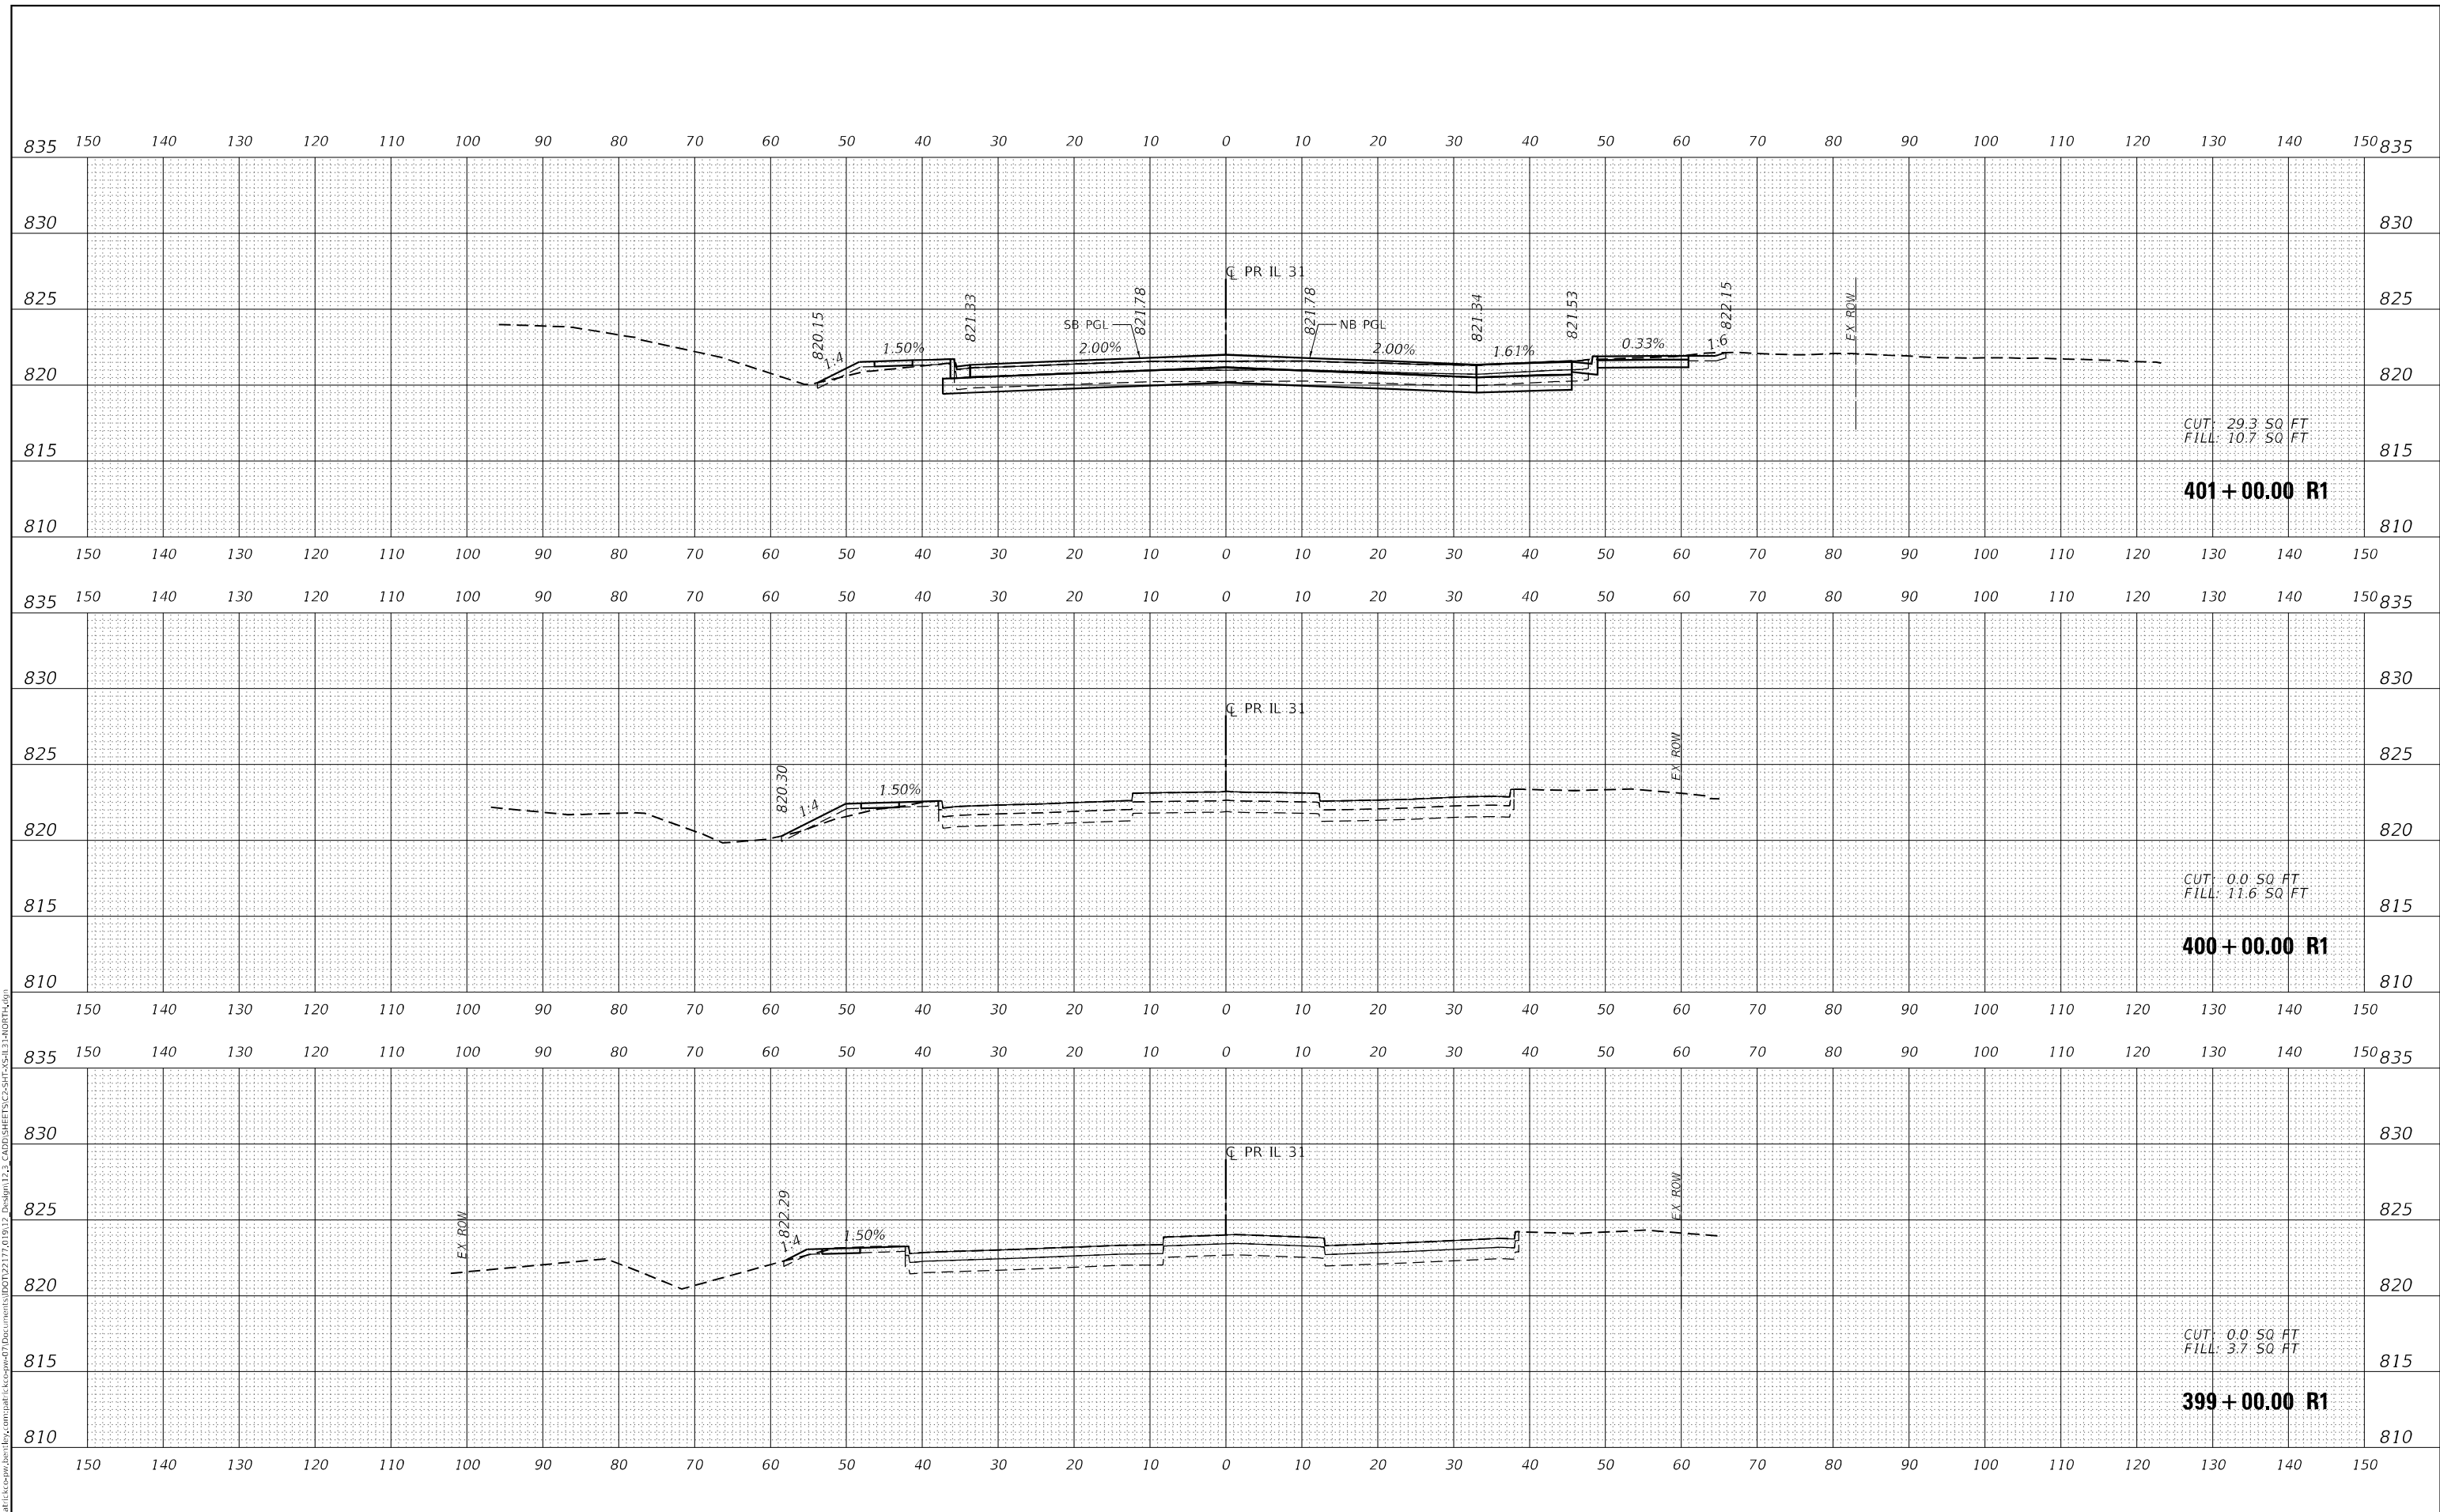 150 140 130 120 110 100 90 80 70 60 50 40 30 20 10 0 10 20 30 40 50 60 70 80 90 100 110 120 130 140 150
835 835
830 830
℄ PR IL 31
825 825
820.15 1:4 1.50% 821.33 SB PGL 2.00% 821.78 821.78 NB PGL 2.00% 821.34 1.61% 821.53 0.33% 1:6 822.15 EX ROW
820 820
CUT: 29.3 SQ FT
FILL: 10.7 SQ FT
815 815
401+00.00 R1
810 810
150 140 130 120 110 100 90 80 70 60 50 40 30 20 10 0 10 20 30 40 50 60 70 80 90 100 110 120 130 140 150
150 140 130 120 110 100 90 80 70 60 50 40 30 20 10 0 10 20 30 40 50 60 70 80 90 100 110 120 130 140 150
835 835
830 830
℄ PR IL 31
825 825
820.30 1:4 1.50% EX ROW
820 820
CUT: 0.0 SQ FT
FILL: 11.6 SQ FT
815 815
400+00.00 R1
810 810
150 140 130 120 110 100 90 80 70 60 50 40 30 20 10 0 10 20 30 40 50 60 70 80 90 100 110 120 130 140 150
150 140 130 120 110 100 90 80 70 60 50 40 30 20 10 0 10 20 30 40 50 60 70 80 90 100 110 120 130 140 150
835 835
830 830
℄ PR IL 31
825 825
EX ROW 822.29 1:4 1.50% EX ROW
820 820
CUT: 0.0 SQ FT
FILL: 3.7 SQ FT
815 815
399+00.00 R1
810 810
150 140 130 120 110 100 90 80 70 60 50 40 30 20 10 0 10 20 30 40 50 60 70 80 90 100 110 120 130 140 150